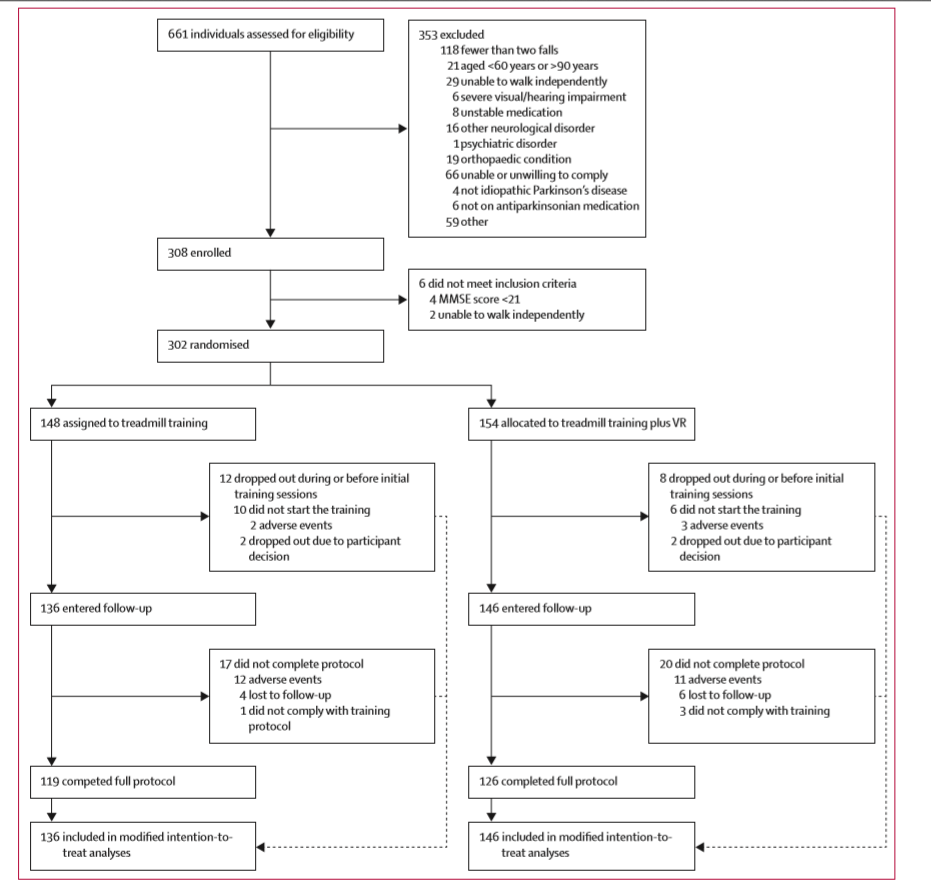 661 individuals assessed for eligibility
353 excluded
118 fewer than two falls
21 aged <60 years or >90 years
29 unable to walk independently
6 severe visual/hearing impairment
8 unstable medication
16 other neurological disorder
1 psychiatric disorder
19 orthopaedic condition
66 unable or unwilling to comply
4 not idiopathic Parkinson's disease
6 not on antiparkinsonian medication
59 other
308 enrolled
6 did not meet inclusion criteria
4 MMSE score <21
2 unable to walk independently
302 randomised
148 assigned to treadmill training
154 allocated to treadmill training plus VR
12 dropped out during or before initial
training sessions
10 did not start the training
2 adverse events
2 dropped out due to participant
decision
8 dropped out during or before initial
training sessions
6 did not start the training
3 adverse events
2 dropped out due to participant
decision
136 entered follow-up
146 entered follow-up
17 did not complete protocol
12 adverse events
4 lost to follow-up
1 did not comply with training
protocol
20 did not complete protocol
11 adverse events
6 lost to follow-up
3 did not comply with training
119 competed full protocol
126 completed full protocol
136 included in modified intention-to-
treat analyses
146 included in modified intention-to-
treat analyses